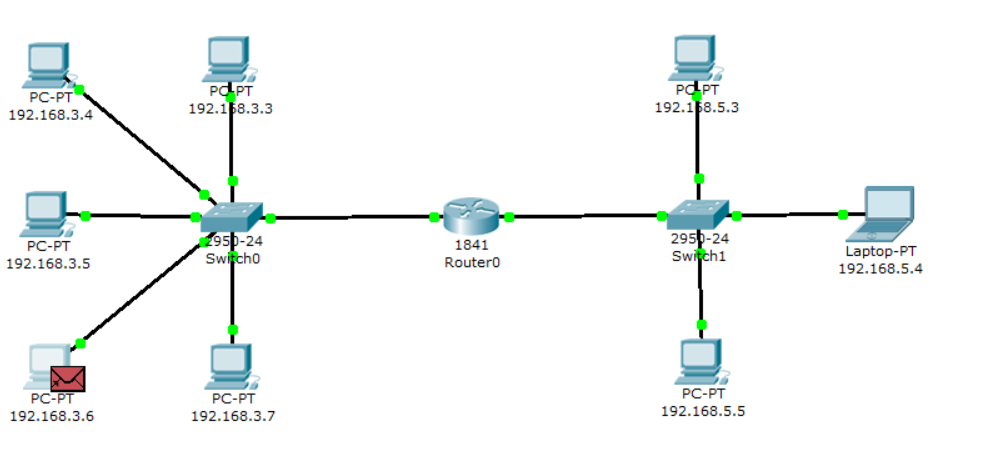 PC-PT
192.168.3.4
PC-PT
192.168.3.3
PC-PT
192.168.5.3
PC-PT
192.168.3.5
2950-24
Switch0
1841
Router0
2950-24
Switch1
Laptop-PT
192.168.5.4
PC-PT
192.168.3.6
PC-PT
192.168.3.7
PC-PT
192.168.5.5